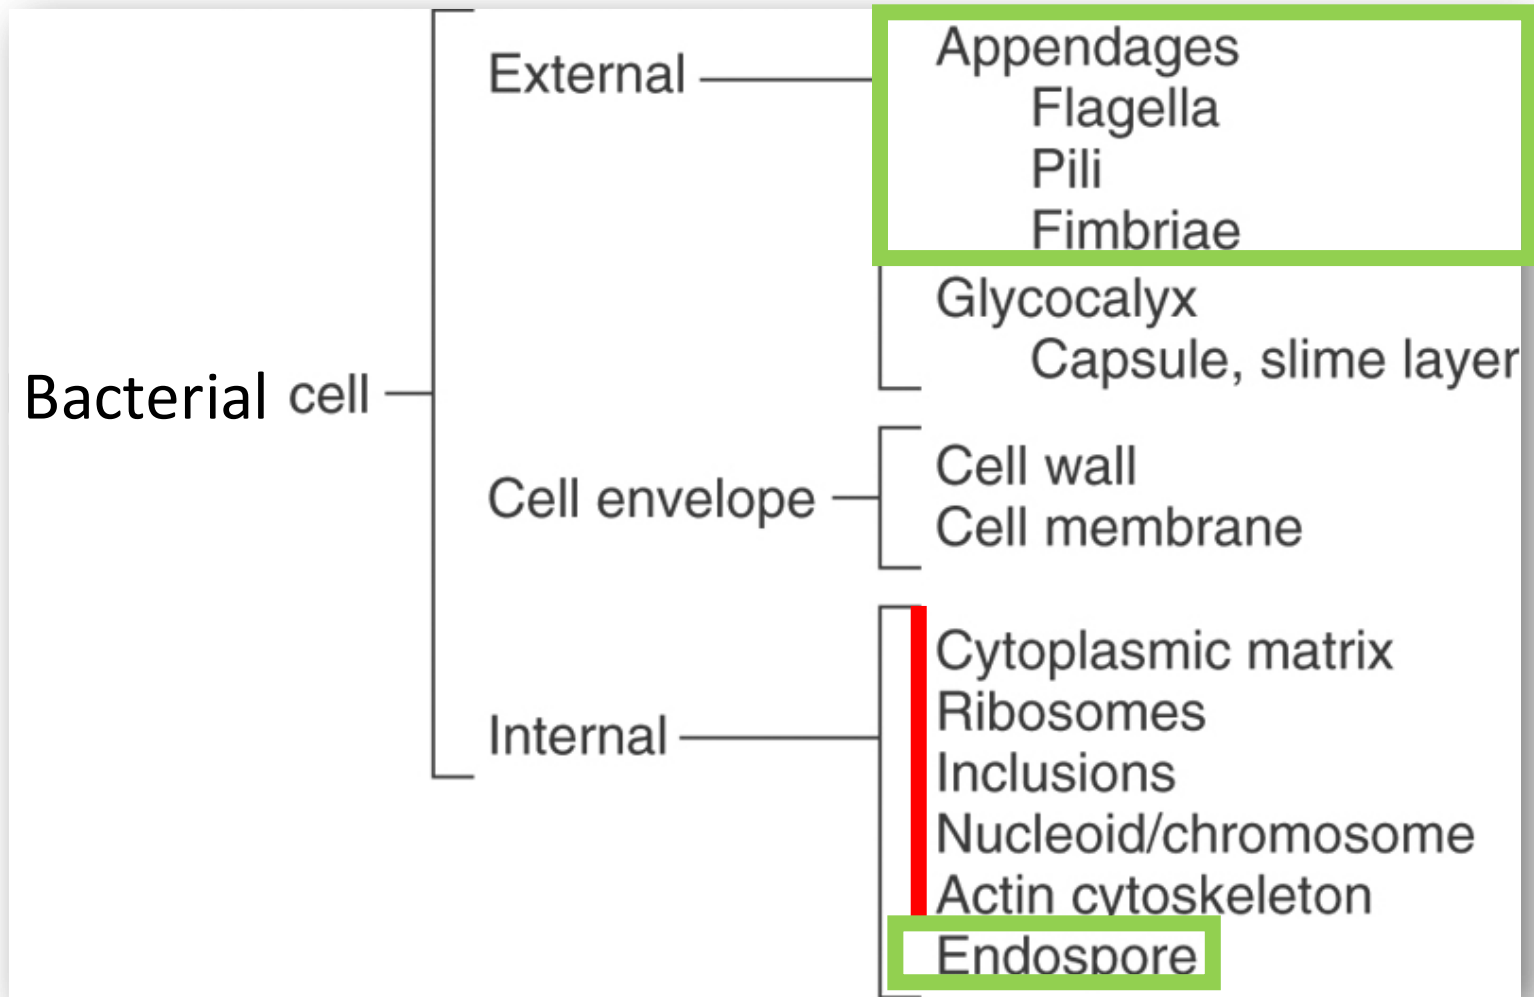 External
Appendages
Flagella
Pili
Fimbriae
Glycocalyx
Capsule, slime layer
Bacterial cell
Cell envelope
Cell wall
Cell membrane
Internal
Cytoplasmic matrix
Ribosomes
Inclusions
Nucleoid/chromosome
Actin cytoskeleton
Endospore